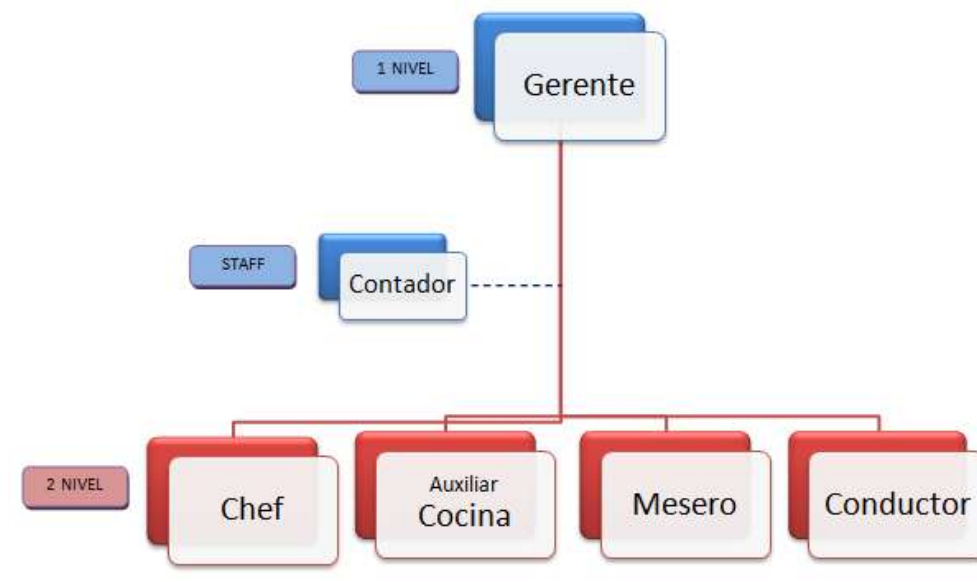 1 NIVEL
Gerente
STAFF
Contador
2 NIVEL
Chef
Auxiliar
Cocina
Mesero
Conductor